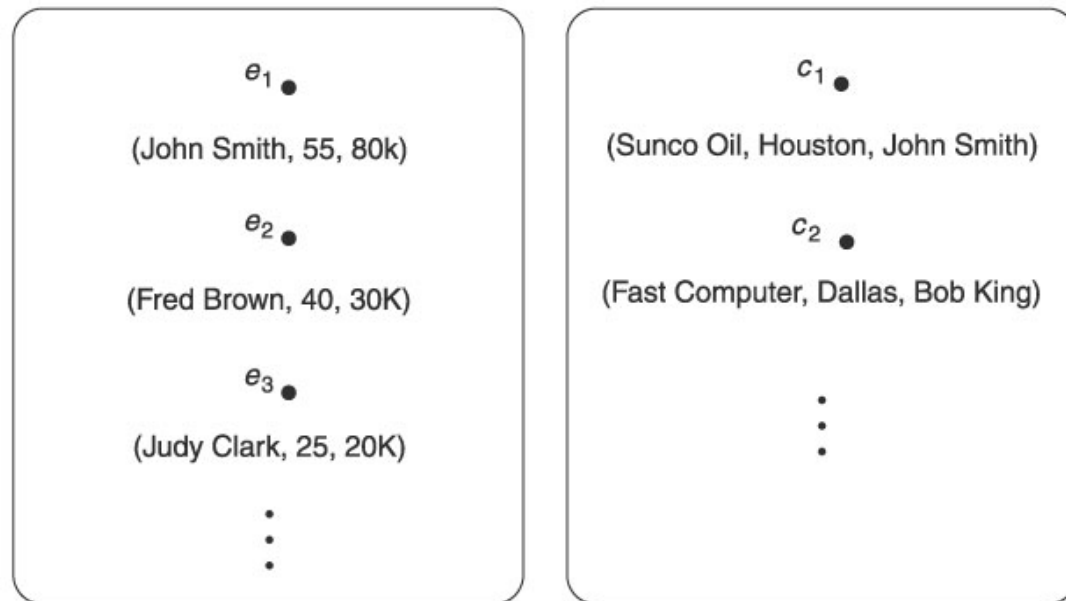 e1
(John Smith, 55, 80k)
e2
(Fred Brown, 40, 30K)
e3
(Judy Clark, 25, 20K)
c1
(Sunco Oil, Houston, John Smith)
c2
(Fast Computer, Dallas, Bob King)